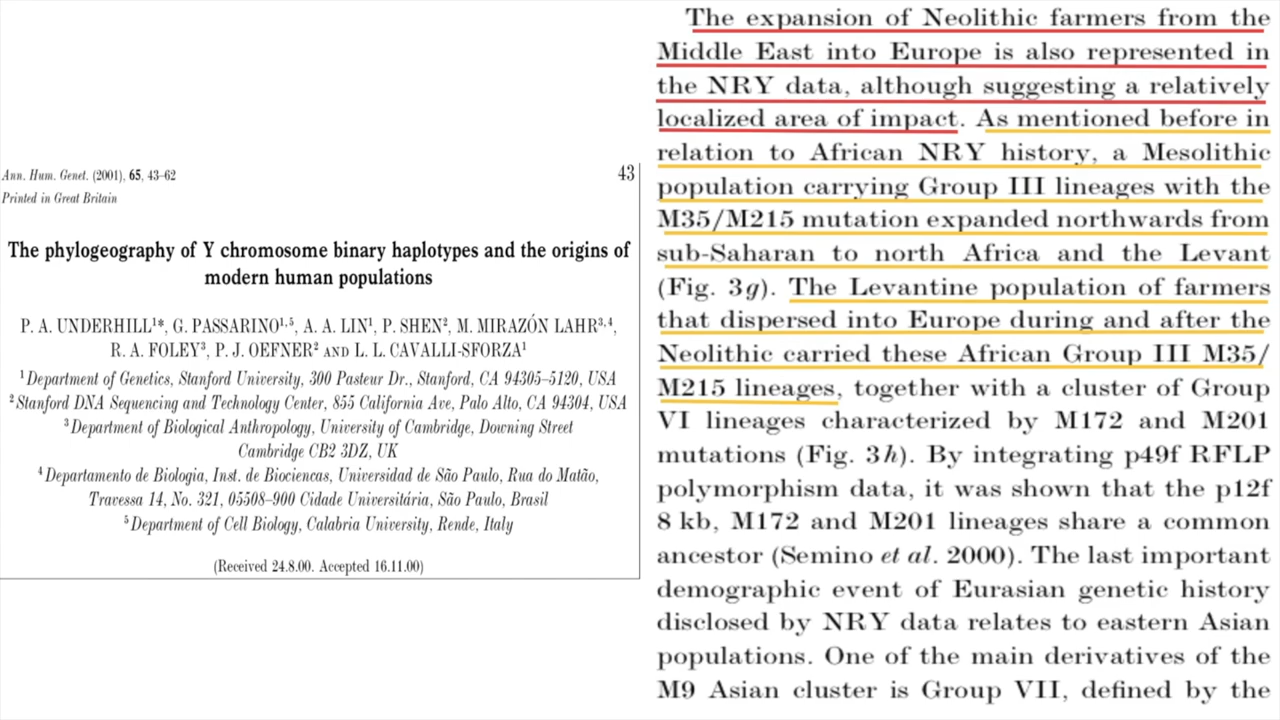 Ann. Hum. Genet. (2001), 65, 43–62 43
Printed in Great Britain
The phylogeography of Y chromosome binary haplotypes and the origins of
modern human populations
P. A. UNDERHILL¹*, G. PASSARINO¹,⁵, A. A. LIN¹, P. SHEN², M. MIRAZÓN LAHR³,⁴,
R. A. FOLEY³, P. J. OEFNER² AND L. L. CAVALLI-SFORZA¹
¹Department of Genetics, Stanford University, 300 Pasteur Dr., Stanford, CA 94305–5120, USA
²Stanford DNA Sequencing and Technology Center, 855 California Ave, Palo Alto, CA 94304, USA
³Department of Biological Anthropology, University of Cambridge, Downing Street
Cambridge CB2 3DZ, UK
⁴Departamento de Biologia, Inst. de Biociencas, Universidad de São Paulo, Rua do Matão,
Travessa 14, No. 321, 05508–900 Cidade Universitária, São Paulo, Brasil
⁵Department of Cell Biology, Calabria University, Rende, Italy
(Received 24.8.00. Accepted 16.11.00)
The expansion of Neolithic farmers from the
Middle East into Europe is also represented in
the NRY data, although suggesting a relatively
localized area of impact. As mentioned before in
relation to African NRY history, a Mesolithic
population carrying Group III lineages with the
M35/M215 mutation expanded northwards from
sub-Saharan to north Africa and the Levant
(Fig. 3g). The Levantine population of farmers
that dispersed into Europe during and after the
Neolithic carried these African Group III M35/
M215 lineages, together with a cluster of Group
VI lineages characterized by M172 and M201
mutations (Fig. 3h). By integrating p49f RFLP
polymorphism data, it was shown that the p12f
8 kb, M172 and M201 lineages share a common
ancestor (Semino et al. 2000). The last important
demographic event of Eurasian genetic history
disclosed by NRY data relates to eastern Asian
populations. One of the main derivatives of the
M9 Asian cluster is Group VII, defined by the